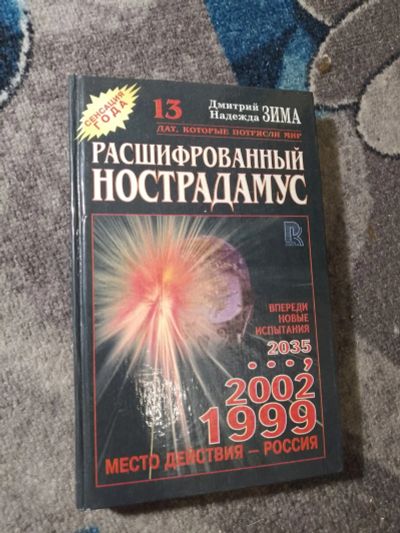 СЕНСАЦИЯ
ГОДА
13
Дмитрий
Надежда ЗИМА
ДАТ, КОТОРЫЕ ПОТРЯСЛИ МИР
РАСШИФРОВАННЫЙ
НОСТРАДАМУС
ВПЕРЕДИ
НОВЫЕ
ИСПЫТАНИЯ
2035
...,
2002
1999
МЕСТО ДЕЙСТВИЯ — РОССИЯ